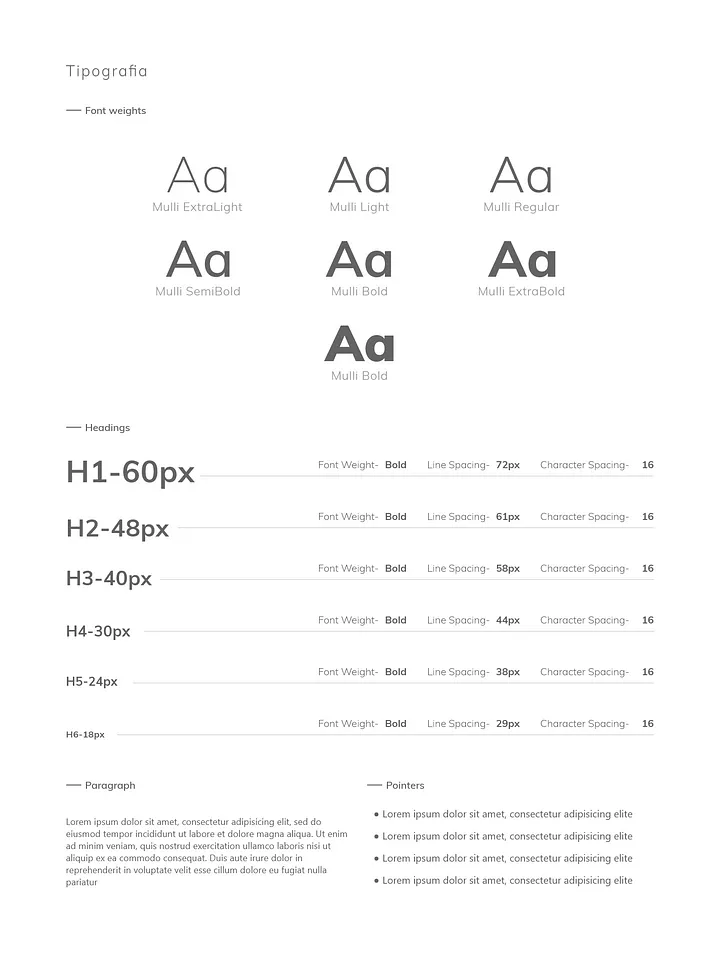 Tipografia
Font weights
Aa Aa Aa
Mulli ExtraLight Mulli Light Mulli Regular
Aa Aa Aa
Mulli SemiBold Mulli Bold Mulli ExtraBold
Aa
Mulli Bold
Headings
H1-60px Font Weight- Bold Line Spacing- 72px Character Spacing- 16
H2-48px Font Weight- Bold Line Spacing- 61px Character Spacing- 16
H3-40px Font Weight- Bold Line Spacing- 58px Character Spacing- 16
H4-30px Font Weight- Bold Line Spacing- 44px Character Spacing- 16
H5-24px Font Weight- Bold Line Spacing- 38px Character Spacing- 16
H6-18px Font Weight- Bold Line Spacing- 29px Character Spacing- 16
Paragraph
Lorem ipsum dolor sit amet, consectetur adipisicing elit, sed do
eiusmod tempor incididunt ut labore et dolore magna aliqua. Ut enim
ad minim veniam, quis nostrud exercitation ullamco laboris nisi ut
aliquip ex ea commodo consequat. Duis aute irure dolor in
reprehenderit in voluptate velit esse cillum dolore eu fugiat nulla
pariatur
Pointers
• Lorem ipsum dolor sit amet, consectetur adipisicing elite
• Lorem ipsum dolor sit amet, consectetur adipisicing elite
• Lorem ipsum dolor sit amet, consectetur adipisicing elite
• Lorem ipsum dolor sit amet, consectetur adipisicing elite